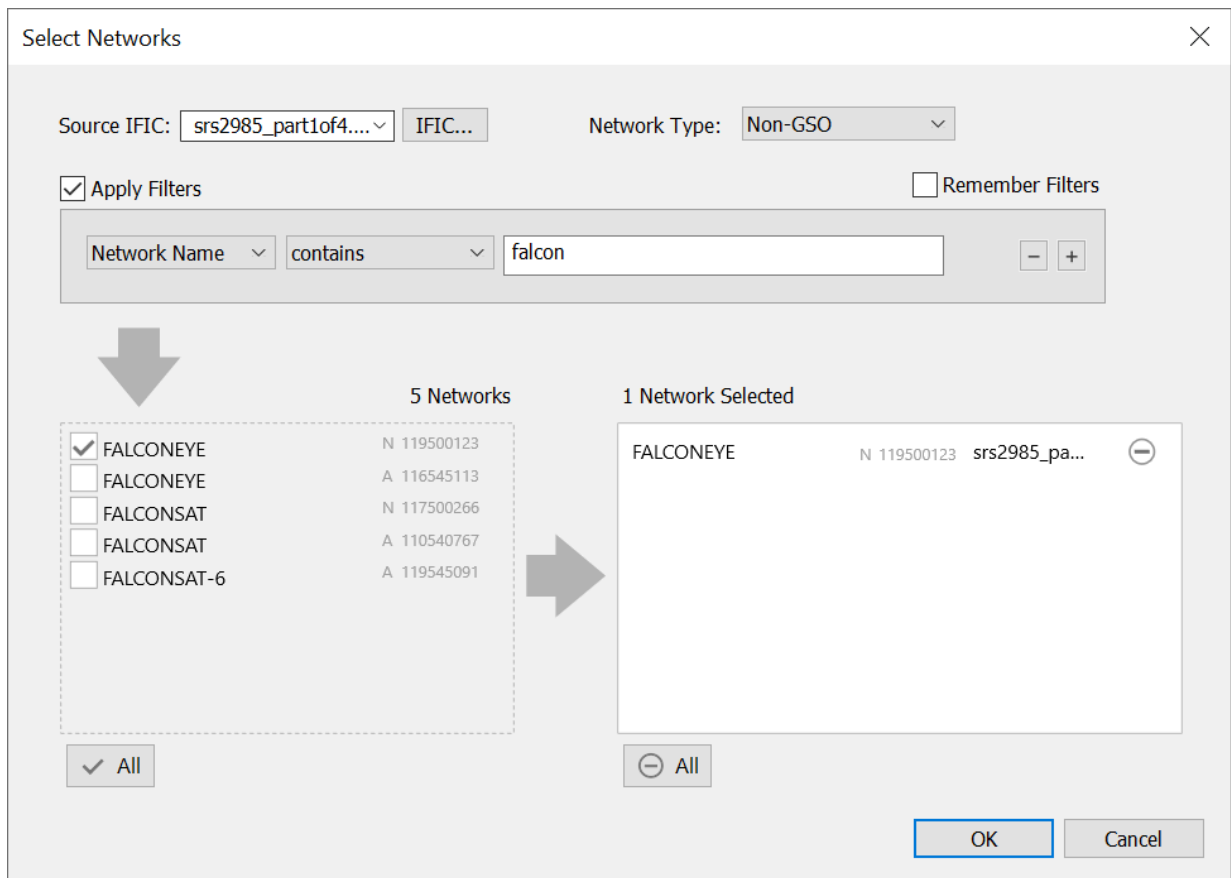 Select Networks
Source IFIC: srs2985_part1of4.... IFIC... Network Type: Non-GSO
Apply Filters Remember Filters
Network Name contains falcon - +
5 Networks 1 Network Selected
FALCONEYE N 119500123
FALCONEYE A 116545113
FALCONSAT N 117500266
FALCONSAT A 110540767
FALCONSAT-6 A 119545091
FALCONEYE N 119500123 srs2985_pa...
All All
OK Cancel